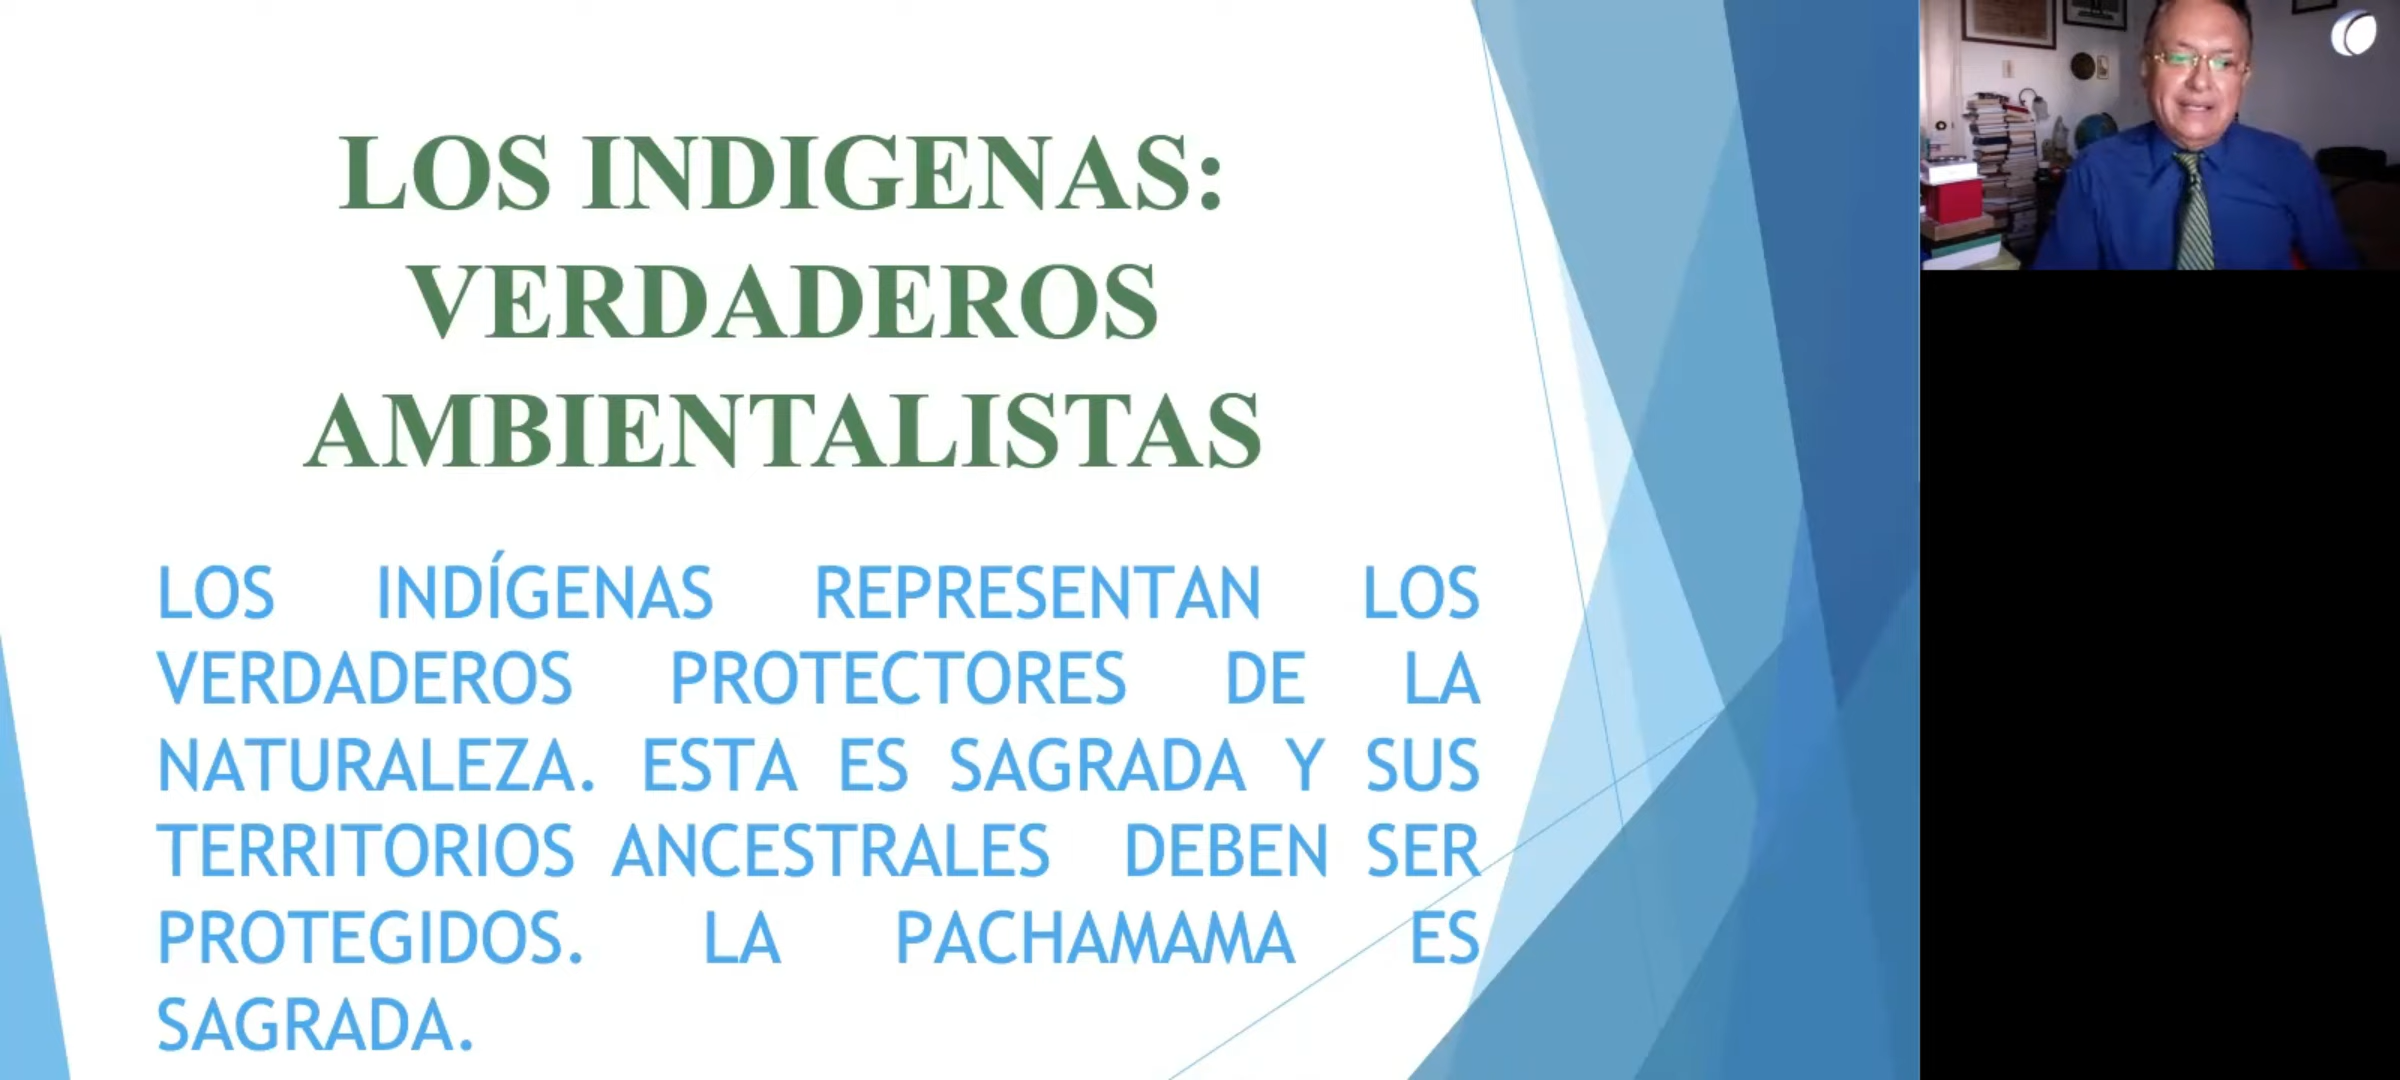 LOS INDIGENAS:
VERDADEROS
AMBIENTALISTAS
LOS INDÍGENAS REPRESENTAN LOS
VERDADEROS PROTECTORES DE LA
NATURALEZA. ESTA ES SAGRADA Y SUS
TERRITORIOS ANCESTRALES DEBEN SER
PROTEGIDOS. LA PACHAMAMA ES
SAGRADA.